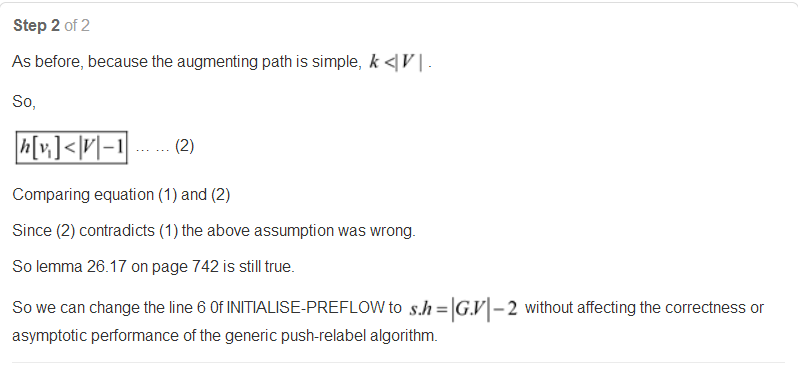 Step 2 of 2
As before, because the augmenting path is simple, k <|V|.
So,
h[v₁]<|V|−1 ... ... (2)
Comparing equation (1) and (2)
Since (2) contradicts (1) the above assumption was wrong.
So lemma 26.17 on page 742 is still true.
So we can change the line 6 0f INITIALISE-PREFLOW to s.h=|G.V|−2 without affecting the correctness or
asymptotic performance of the generic push-relabel algorithm.